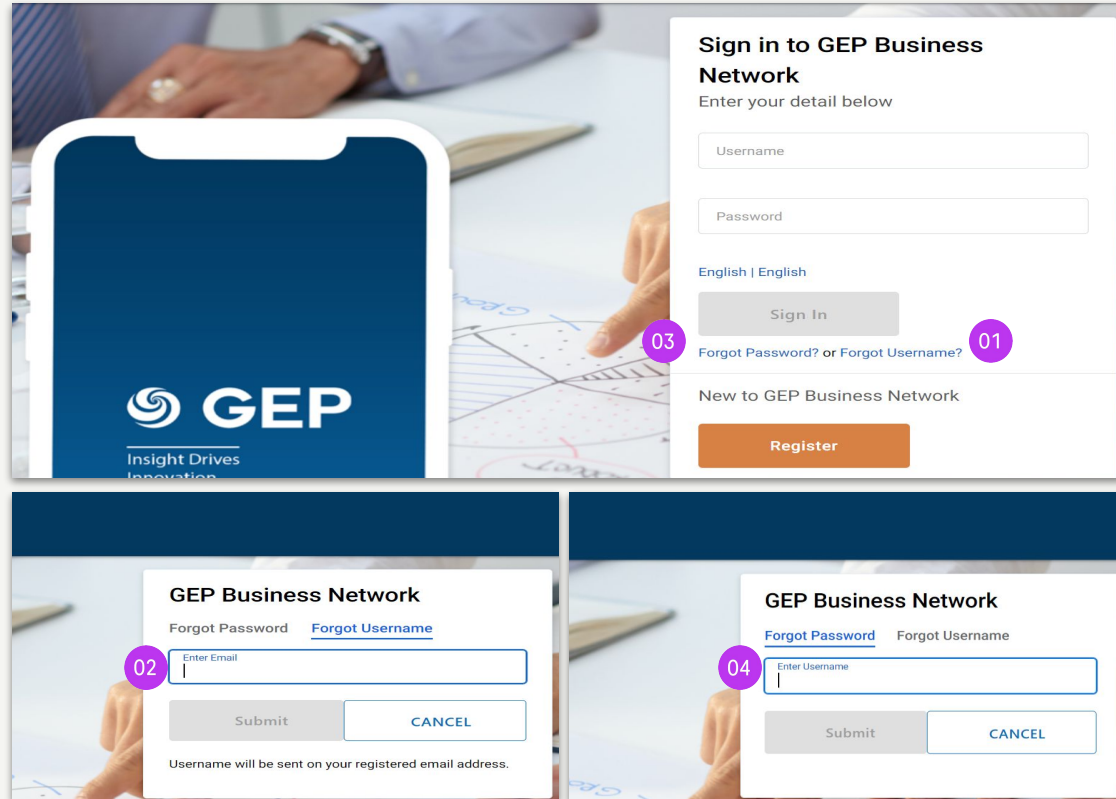 Sign in to GEP Business
Network
Enter your detail below
Username
Password
English | English
Sign In
03
Forgot Password? or Forgot Username?
01
New to GEP Business Network
Register
GEP
Insight Drives
Innovation
GEP Business Network
Forgot Password Forgot Username
02
Enter Email
Submit CANCEL
Username will be sent on your registered email address.
GEP Business Network
Forgot Password Forgot Username
04
Enter Username
Submit CANCEL